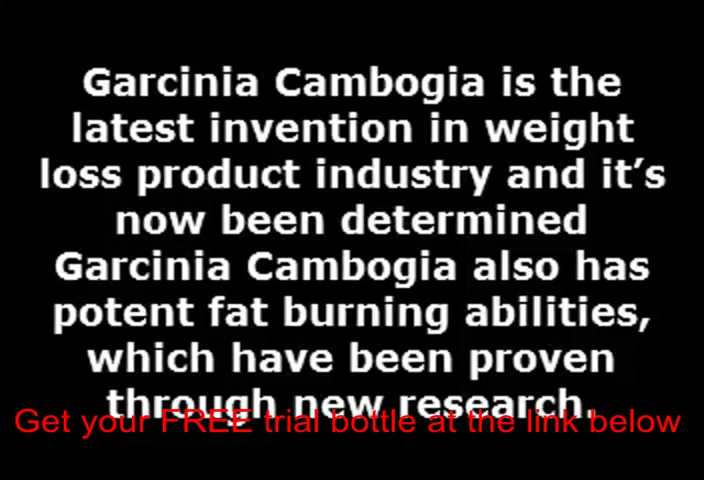 Garcinia Cambogia is the
latest invention in weight
loss product industry and it’s
now been determined
Garcinia Cambogia also has
potent fat burning abilities,
which have been proven
through new research.
Get your FREE trial bottle at the link below